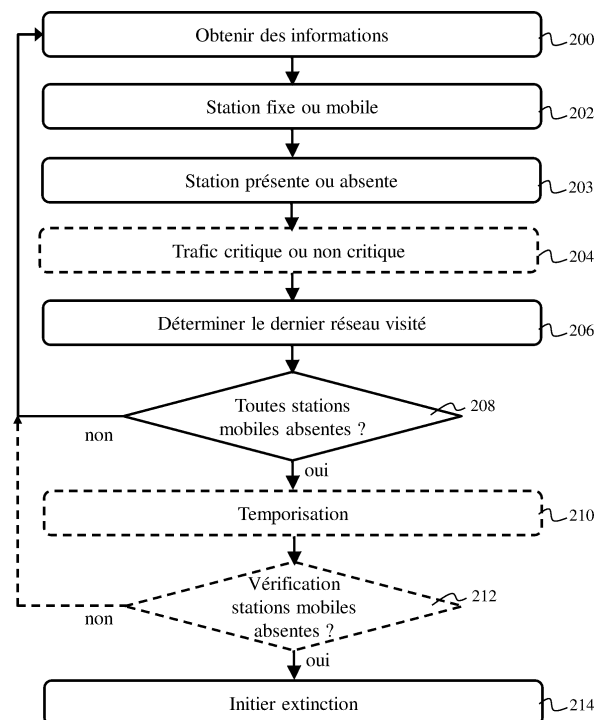 Obtenir des informations
200
Station fixe ou mobile
202
Station présente ou absente
203
Trafic critique ou non critique
204
Déterminer le dernier réseau visité
206
Toutes stations
mobiles absentes ?
208
non
oui
Temporisation
210
Vérification
stations mobiles
absentes ?
212
non
oui
Initier extinction
214